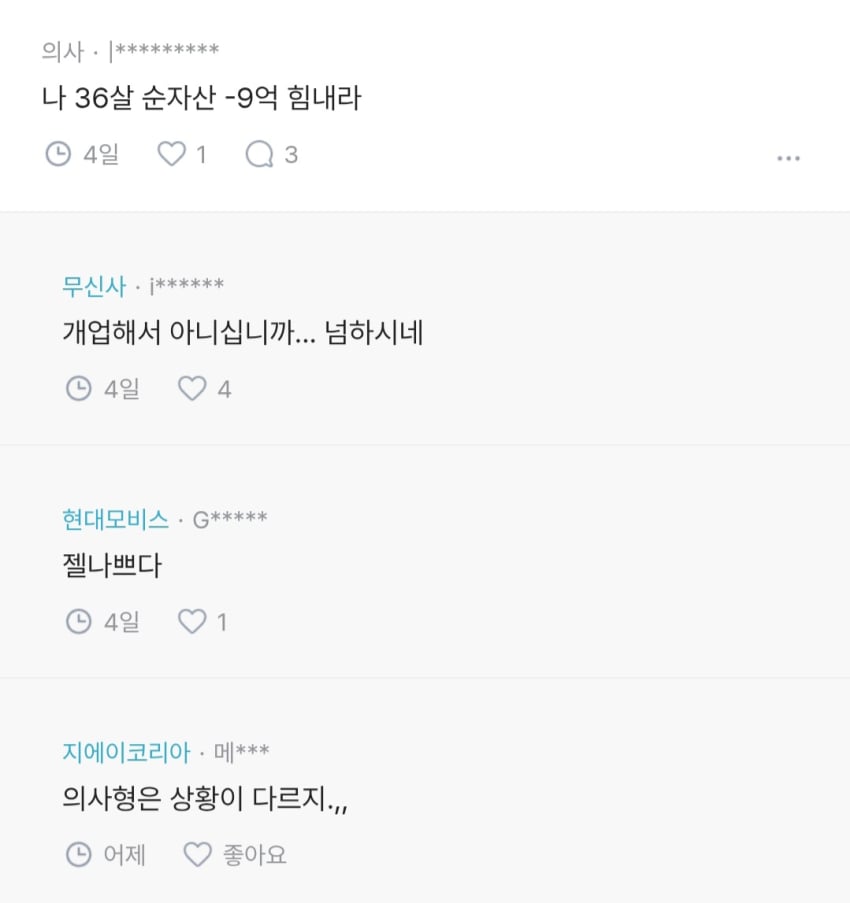 의사 · l*********
나 36살 순자산 -9억 힘내라
4일 1 3
무신사 · i******
개업해서 아니십니까... 넘하시네
4일 4
현대모비스 · G*****
젤나쁘다
4일 1
지에이코리아 · 메***
의사형은 상황이 다르지.,,
어제 좋아요